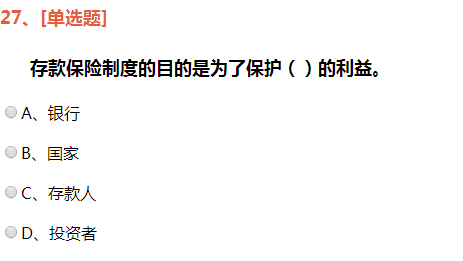 27、[单选题]
存款保险制度的目的是为了保护（ ）的利益。
A、银行
B、国家
C、存款人
D、投资者